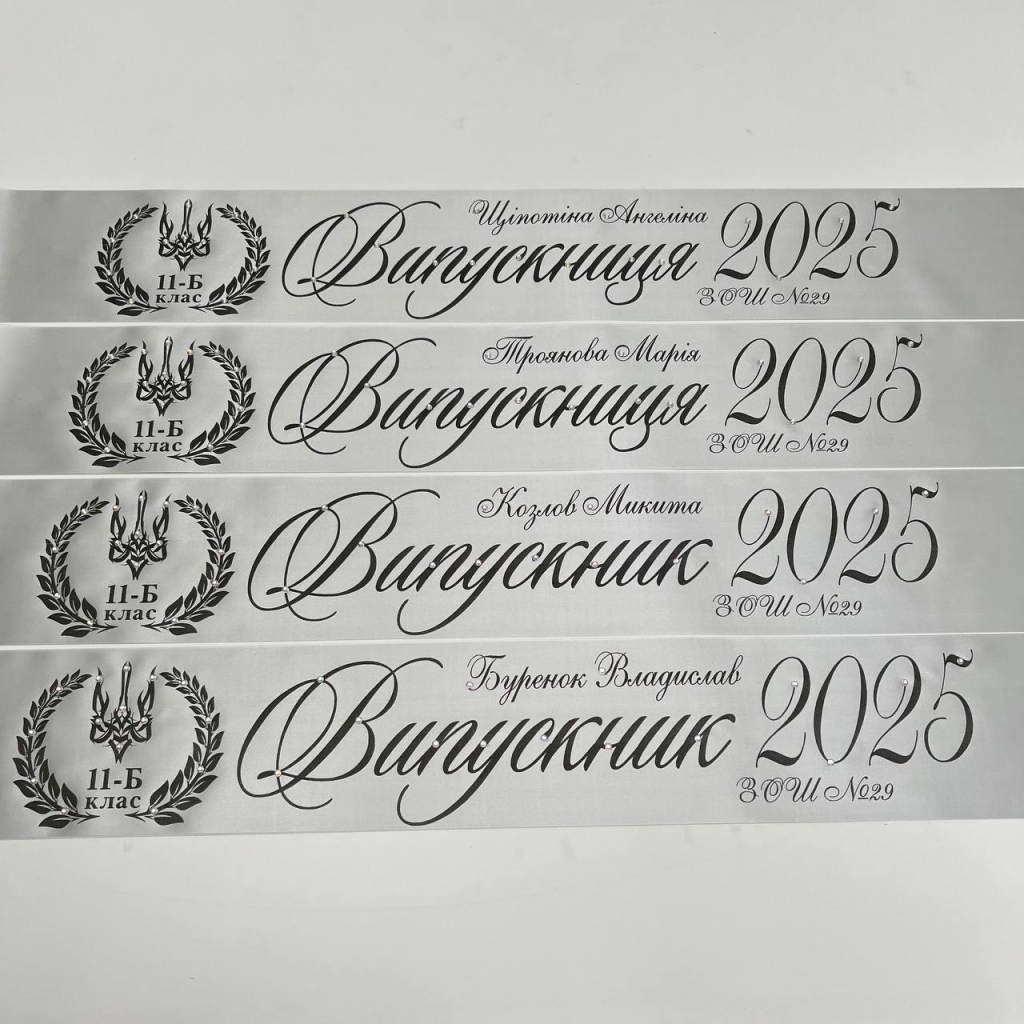 11-Б
клас
Щіпотіна Ангеліна
Випускниця
2025
ЗОШ №29
11-Б
клас
Троянова Марія
Випускниця
2025
ЗОШ №29
11-Б
клас
Козлов Микита
Випускник
2025
ЗОШ №29
11-Б
клас
Буренок Владислав
Випускник
2025
ЗОШ №29